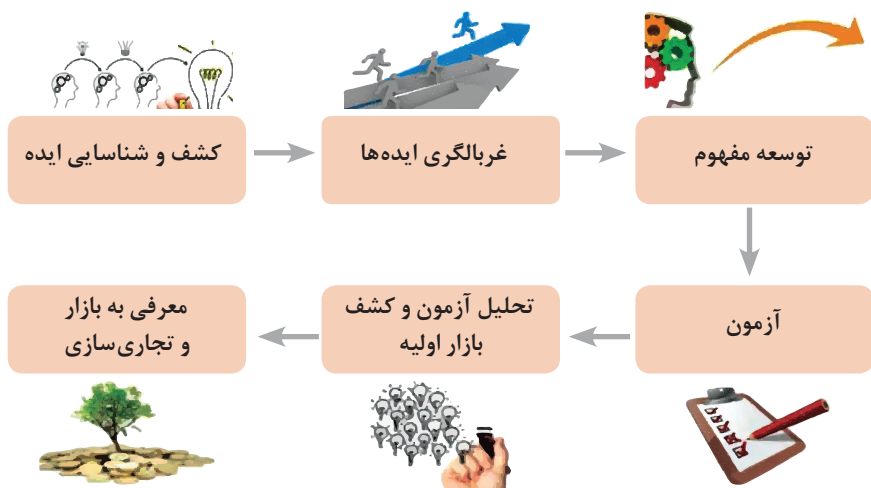 کشف و شناسایی ایده
غربالگری ایده‌ها
توسعه مفهوم
آزمون
تحلیل آزمون و کشف
بازار اولیه
معرفی به بازار
و تجاری‌سازی